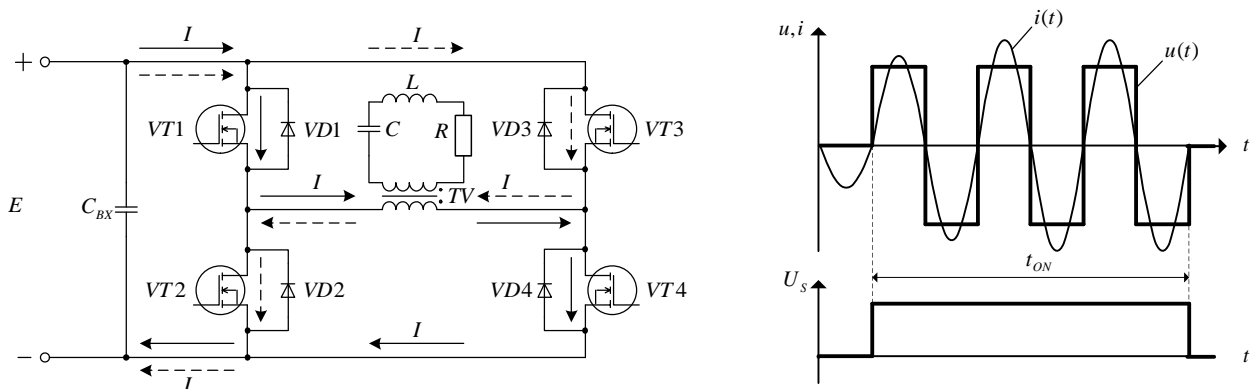 I
I
+
VT1
VD1
L
C
R
VD3
VT3
I
I
TV
E
C_BX
VT2
VD2
VD4
VT4
I
−
I
u,i
i(t)
u(t)
t
t_ON
U_S
t